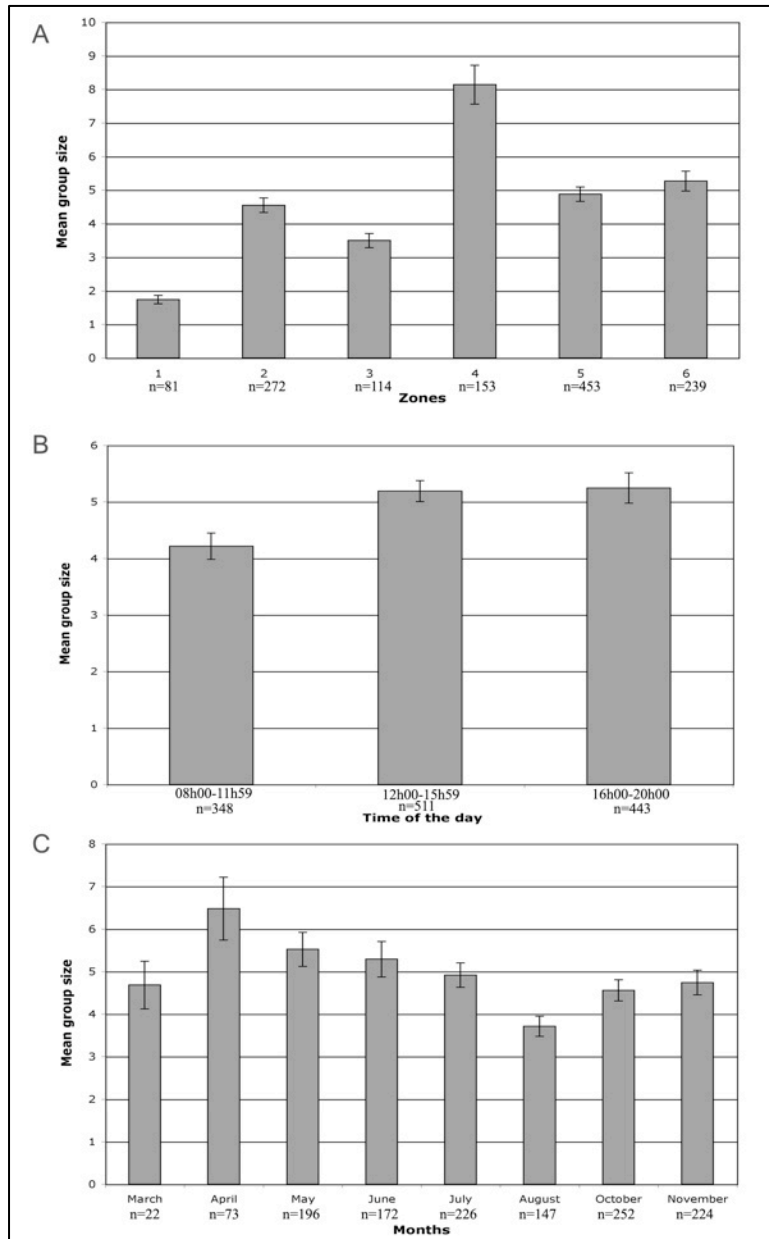 A
Mean group size
10
9
8
7
6
5
4
3
2
1
0
1 2 3 4 5 6
n=81 n=272 n=114 n=153 n=453 n=239
Zones
B
Mean group size
6
5
4
3
2
1
0
08h00-11h59 12h00-15h59 16h00-20h00
n=348 n=511 n=443
Time of the day
C
Mean group size
8
7
6
5
4
3
2
1
0
March April May June July August October November
n=22 n=73 n=196 n=172 n=226 n=147 n=252 n=224
Months